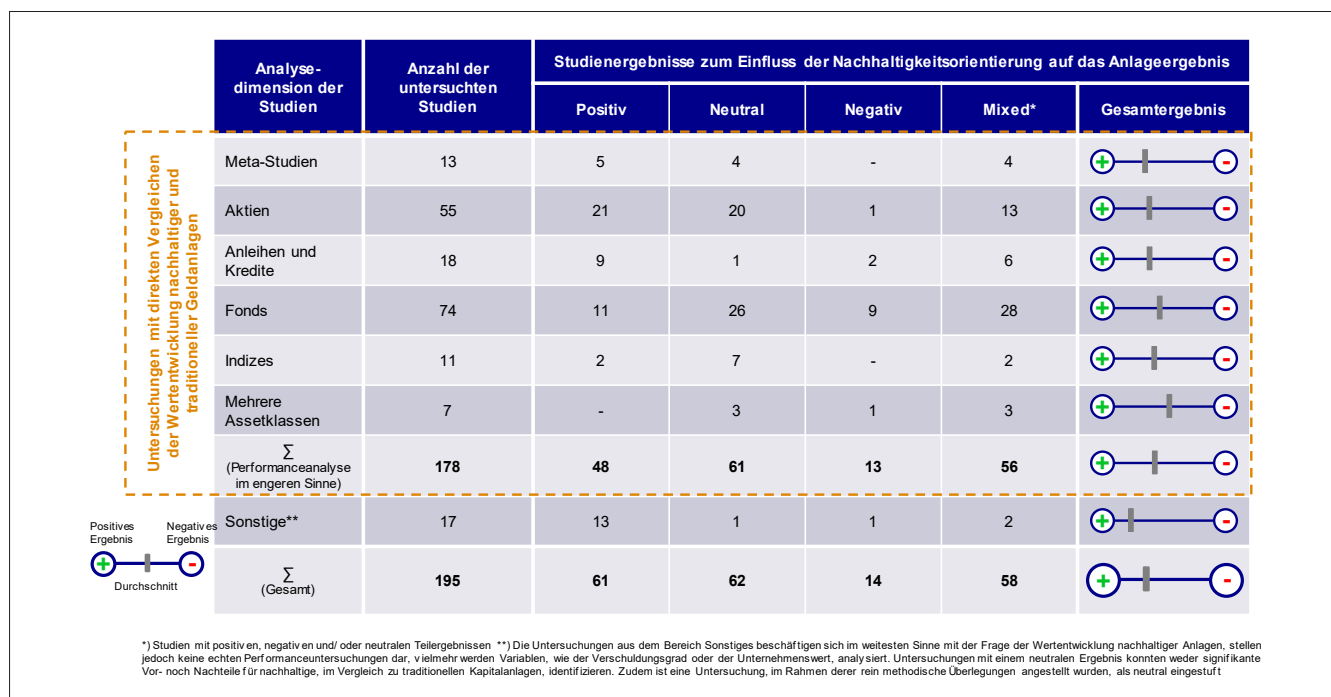 Analyse-
dimension der
Studien
Anzahl der
untersuchten
Studien
Studienergebnisse zum Einfluss der Nachhaltigkeitsorientierung auf das Anlageergebnis
Positiv Neutral Negativ Mixed* Gesamtergebnis
Untersuchungen mit direkten Vergleichen
der Wertentwicklung nachhaltiger und
traditioneller Geldanlagen
Meta-Studien 13 5 4 - 4 + -
Aktien 55 21 20 1 13 + -
Anleihen und
Kredite 18 9 1 2 6 + -
Fonds 74 11 26 9 28 + -
Indizes 11 2 7 - 2 + -
Mehrere
Assetklassen 7 - 3 1 3 + -
∑
(Performanceanalyse
im engeren Sinne) 178 48 61 13 56 + -
Sonstige** 17 13 1 1 2 + -
∑
(Gesamt) 195 61 62 14 58 + -
Positives Negatives
Ergebnis Ergebnis
+ -
Durchschnitt
*) Studien mit positiven, negativen und/ oder neutralen Teilergebnissen **) Die Untersuchungen aus dem Bereich Sonstiges beschäftigen sich im weitesten Sinne mit der Frage der Wertentwicklung nachhaltiger Anlagen, stellen
jedoch keine echten Performanceuntersuchungen dar, vielmehr werden Variablen, wie der Verschuldungsgrad oder der Unternehmenswert, analysiert. Untersuchungen mit einem neutralen Ergebnis konnten weder signifikante
Vor- noch Nachteile für nachhaltige, im Vergleich zu traditionellen Kapitalanlagen, identifizieren. Zudem ist eine Untersuchung, im Rahmen derer rein methodische Überlegungen angestellt wurden, als neutral eingestuft